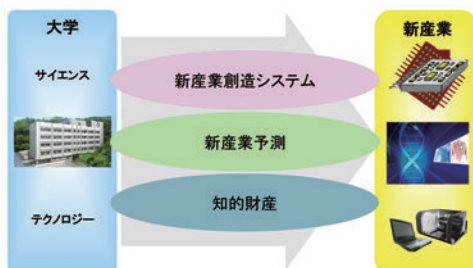 大学
新産業
サイエンス
新産業創造システム
新産業予測
知的財産
テクノロジー